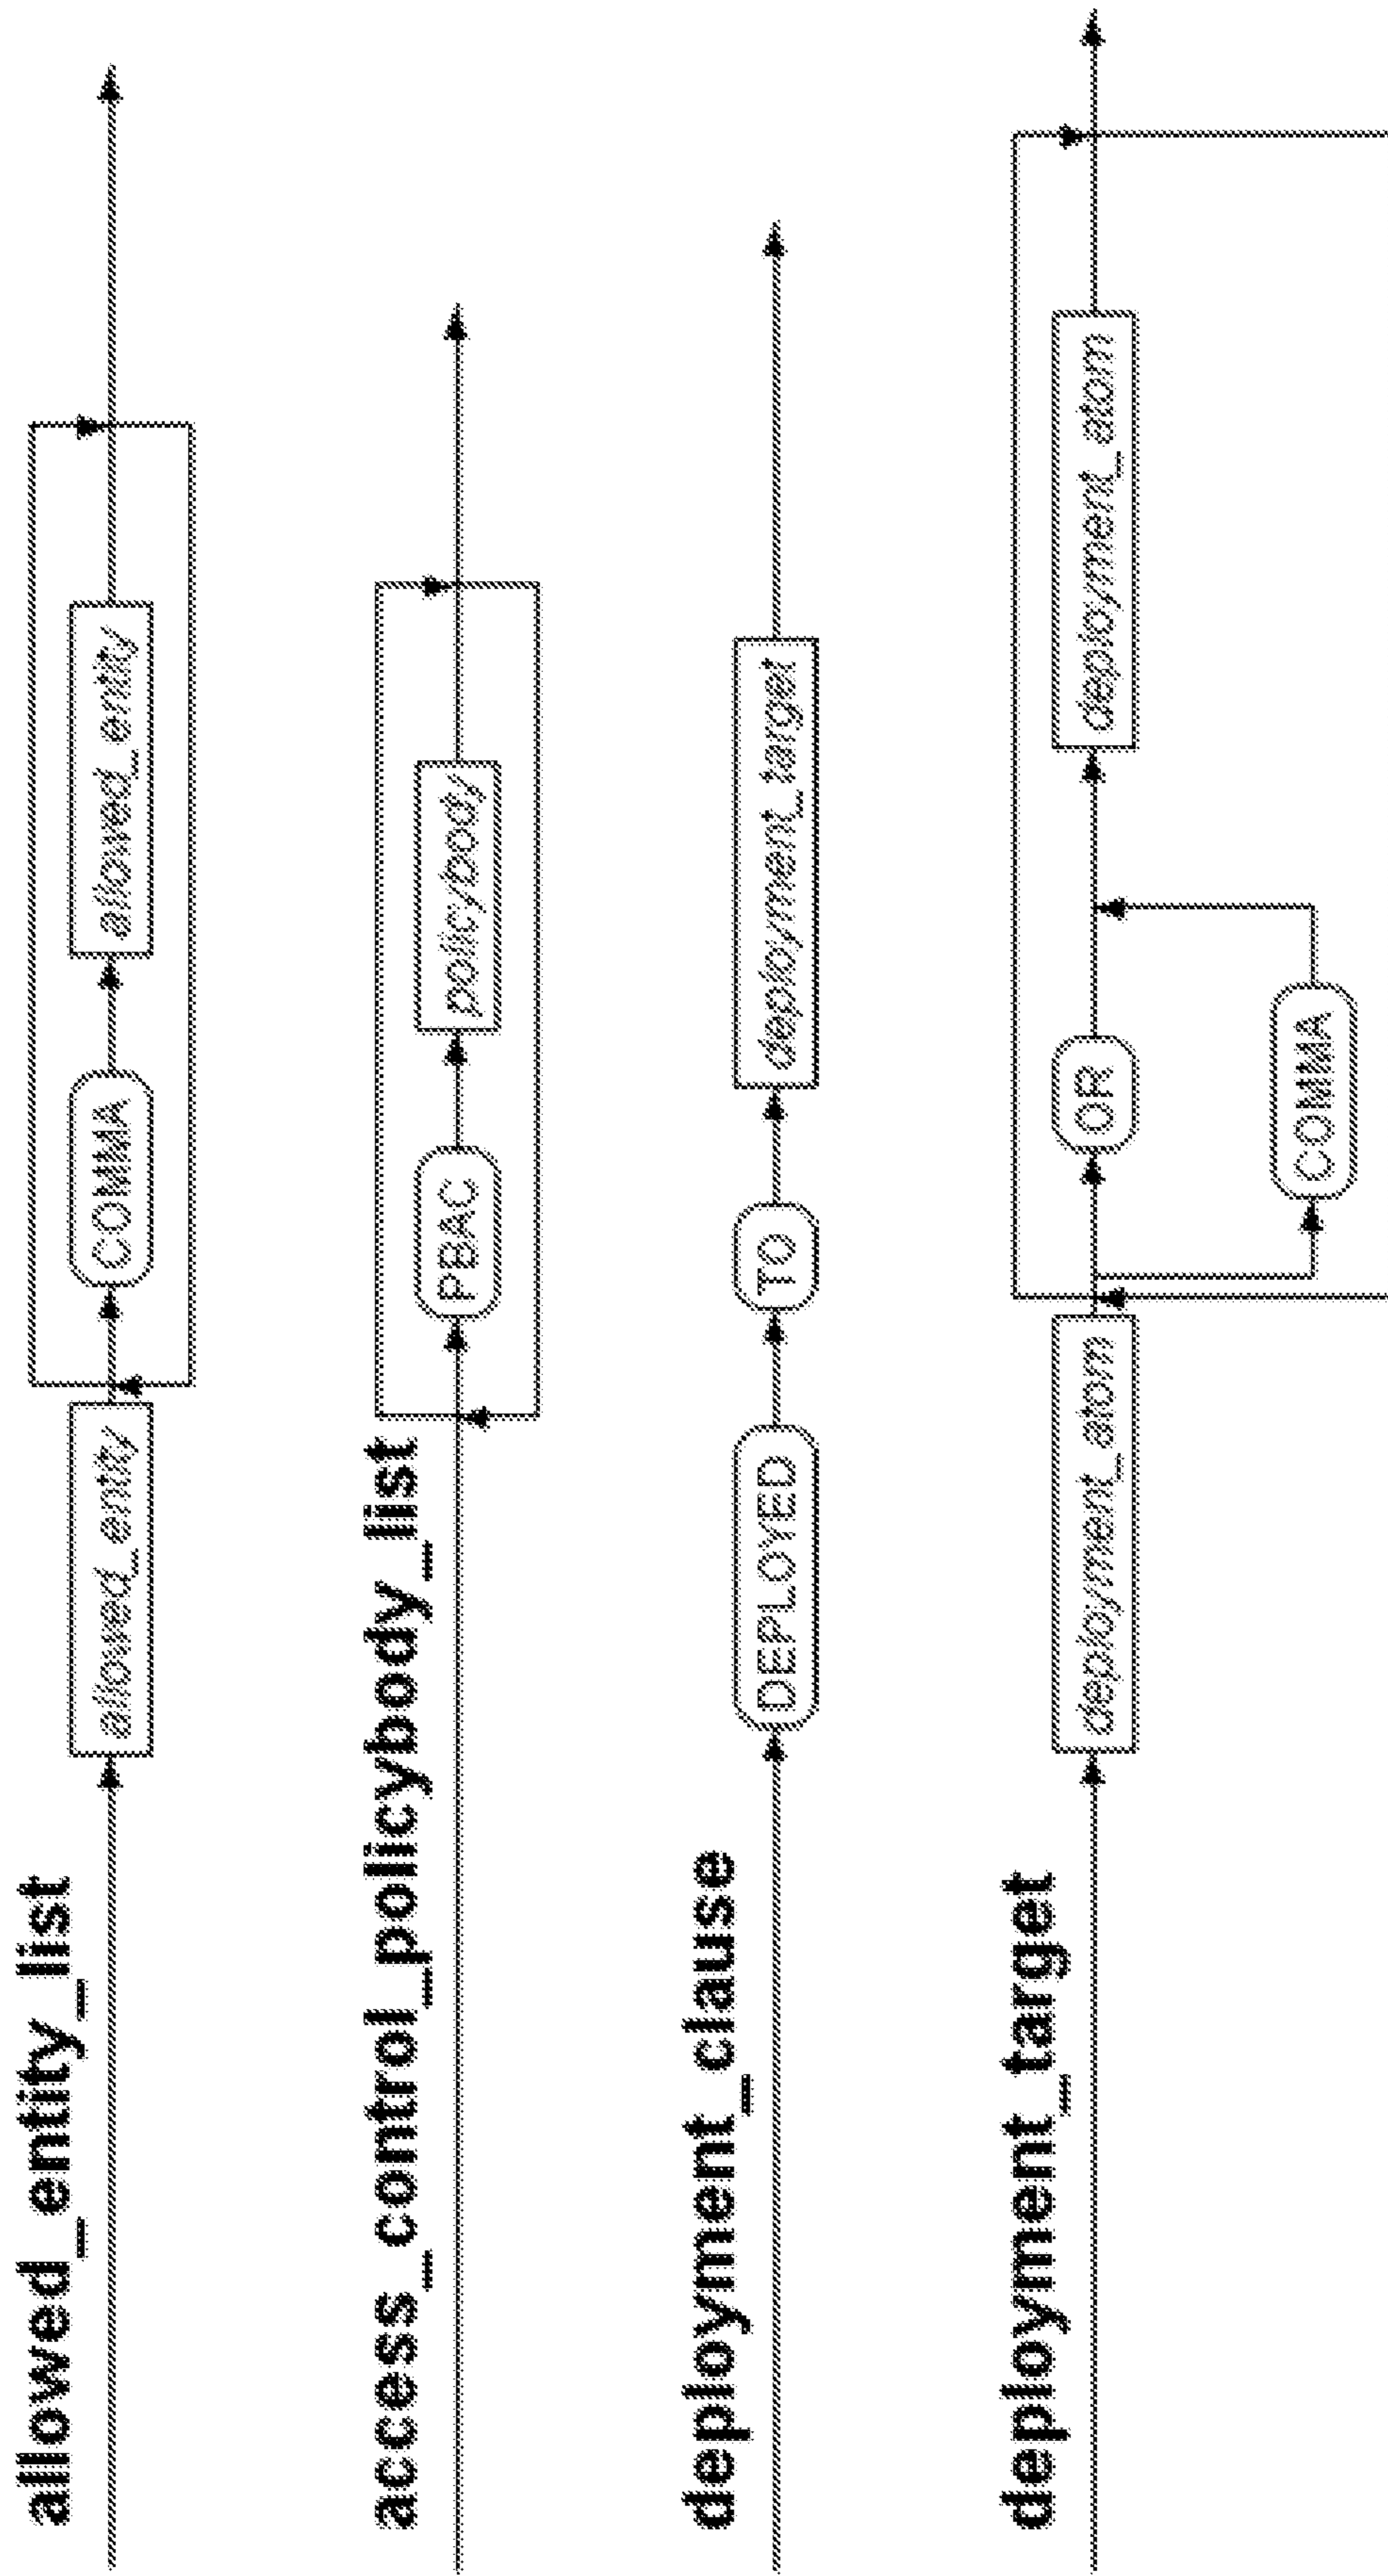 allowed_entity_list
allowed_entity COMMA allowed_entity
access_control_policybody_list
PBAC policybody
deployment_clause
DEPLOYED TO deployment_target
deployment_target
deployment_atom OR deployment_atom
COMMA